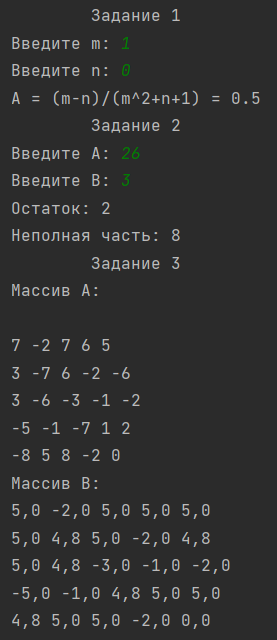 Задание 1
Введите m: 1
Введите n: 0
A = (m-n)/(m^2+n+1) = 0.5
Задание 2
Введите A: 26
Введите B: 3
Остаток: 2
Неполная часть: 8
Задание 3
Массив A:
7 -2 7 6 5
3 -7 6 -2 -6
3 -6 -3 -1 -2
-5 -1 -7 1 2
-8 5 8 -2 0
Массив B:
5,0 -2,0 5,0 5,0 5,0
5,0 4,8 5,0 -2,0 4,8
5,0 4,8 -3,0 -1,0 -2,0
-5,0 -1,0 4,8 5,0 5,0
4,8 5,0 5,0 -2,0 0,0